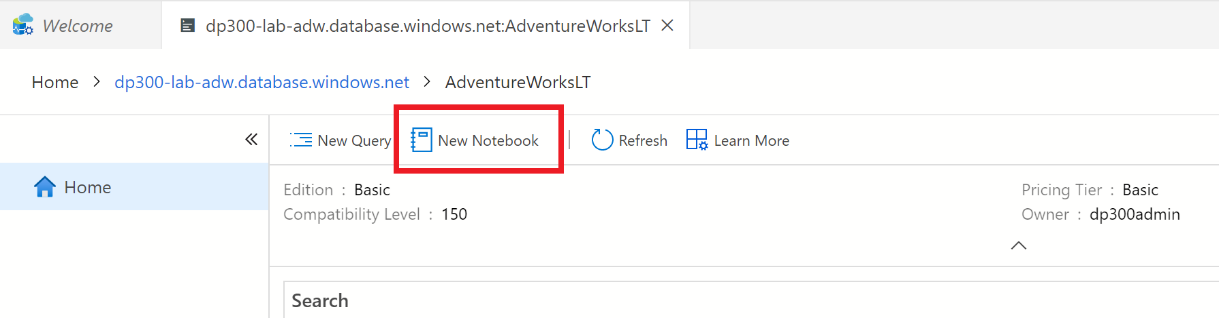 Welcome dp300-lab-adw.database.windows.net:AdventureWorksLT
Home > dp300-lab-adw.database.windows.net > AdventureWorksLT
New Query New Notebook | Refresh Learn More
Home
Edition : Basic Pricing Tier : Basic
Compatibility Level : 150 Owner : dp300admin
Search